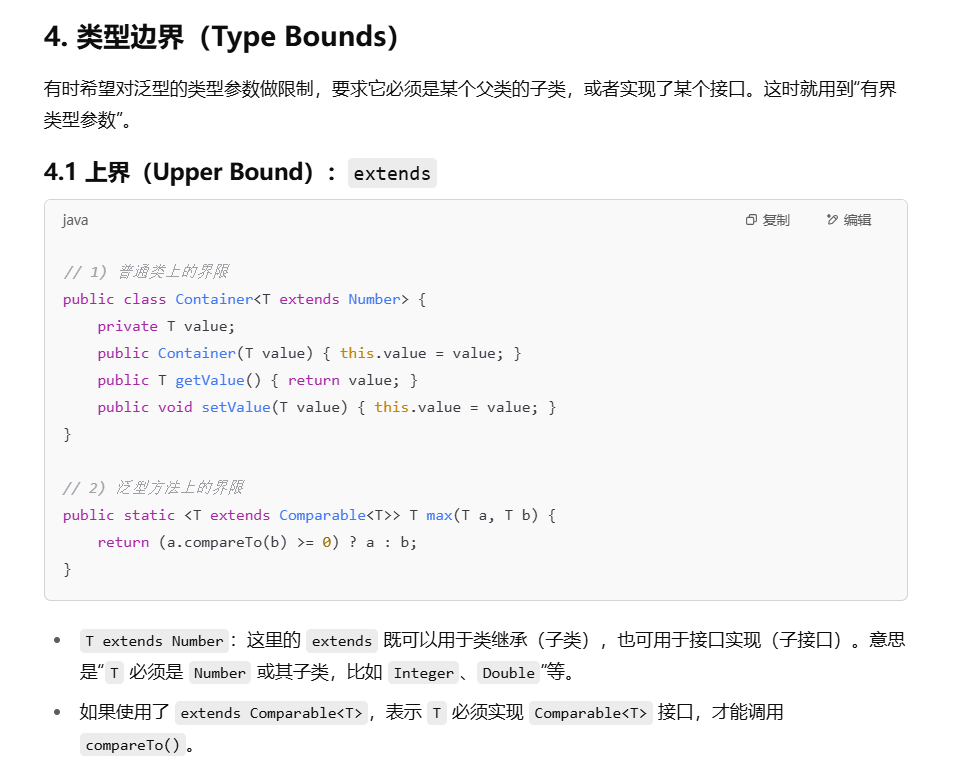 4. 类型边界（Type Bounds）
有时希望对泛型的类型参数做限制，要求它必须是某个父类的子类，或者实现了某个接口。这时就用到“有界
类型参数”。
4.1 上界（Upper Bound）：extends
java 复制 编辑
// 1) 普通类上的界限
public class Container<T extends Number> {
    private T value;
    public Container(T value) { this.value = value; }
    public T getValue() { return value; }
    public void setValue(T value) { this.value = value; }
}
// 2) 泛型方法上的界限
public static <T extends Comparable<T>> T max(T a, T b) {
    return (a.compareTo(b) >= 0) ? a : b;
}
• T extends Number：这里的 extends 既可以用于类继承（子类），也可用于接口实现（子接口）。意思
是“T 必须是 Number 或其子类，比如 Integer、Double”等。
• 如果使用了 extends Comparable<T>，表示 T 必须实现 Comparable<T> 接口，才能调用
compareTo()。